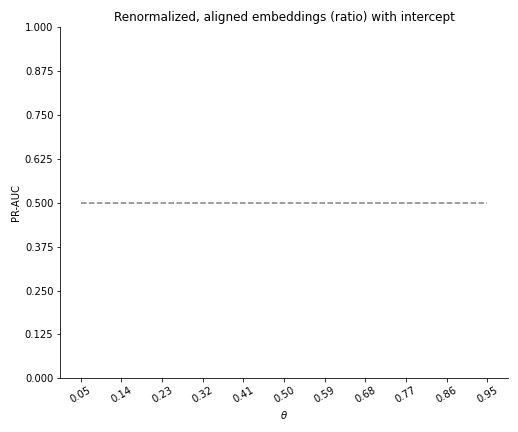 Renormalized, aligned embeddings (ratio) with intercept
1.000
0.875
0.750
0.625
0.500
0.375
0.250
0.125
0.000
PR-AUC
0.05 0.14 0.23 0.32 0.41 0.50 0.59 0.68 0.77 0.86 0.95
θ